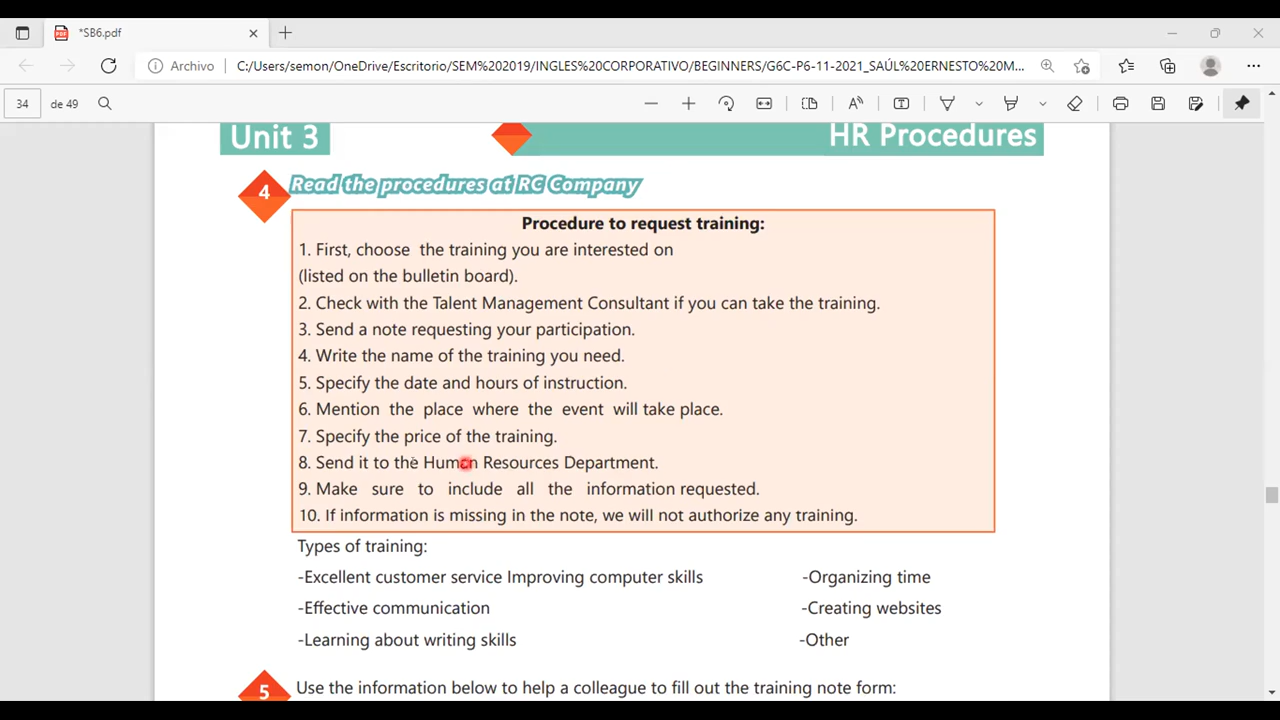 *SB6.pdf
Archivo
C:/Users/semon/OneDrive/Escritorio/SEM%202019/INGLES%20CORPORATIVO/BEGINNERS/G6C-P6-11-2021_SAÚL%20ERNESTO%20M...
34 de 49
Unit 3
HR Procedures
4
Read the procedures at RC Company
Procedure to request training:
1. First, choose the training you are interested on
(listed on the bulletin board).
2. Check with the Talent Management Consultant if you can take the training.
3. Send a note requesting your participation.
4. Write the name of the training you need.
5. Specify the date and hours of instruction.
6. Mention the place where the event will take place.
7. Specify the price of the training.
8. Send it to the Human Resources Department.
9. Make sure to include all the information requested.
10. If information is missing in the note, we will not authorize any training.
Types of training:
-Excellent customer service Improving computer skills -Organizing time
-Effective communication -Creating websites
-Learning about writing skills -Other
5
Use the information below to help a colleague to fill out the training note form: